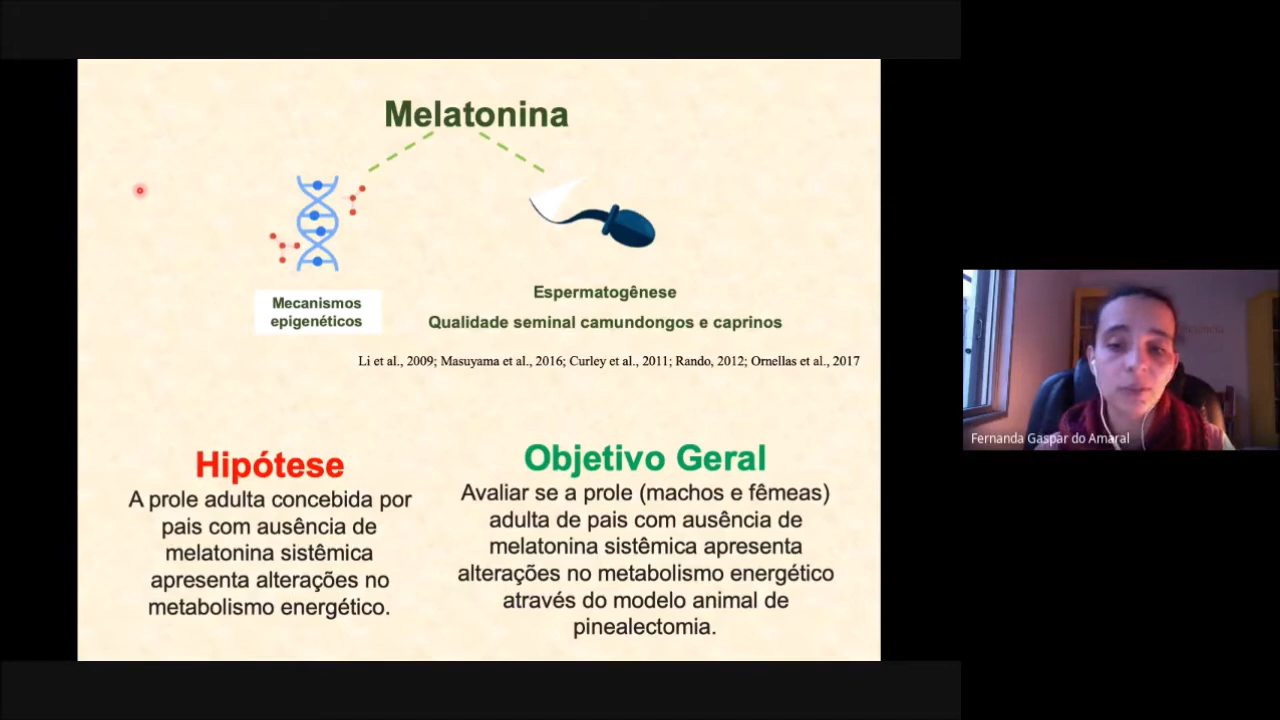 Melatonina
Mecanismos
epigenéticos
Espermatogênese
Qualidade seminal camundongos e caprinos
Li et al., 2009; Masuyama et al., 2016; Curley et al., 2011; Rando, 2012; Ornellas et al., 2017
Hipótese
A prole adulta concebida por
pais com ausência de
melatonina sistêmica
apresenta alterações no
metabolismo energético.
Objetivo Geral
Avaliar se a prole (machos e fêmeas)
adulta de pais com ausência de
melatonina sistêmica apresenta
alterações no metabolismo energético
através do modelo animal de
pinealectomia.
Fernanda Gaspar do Amaral